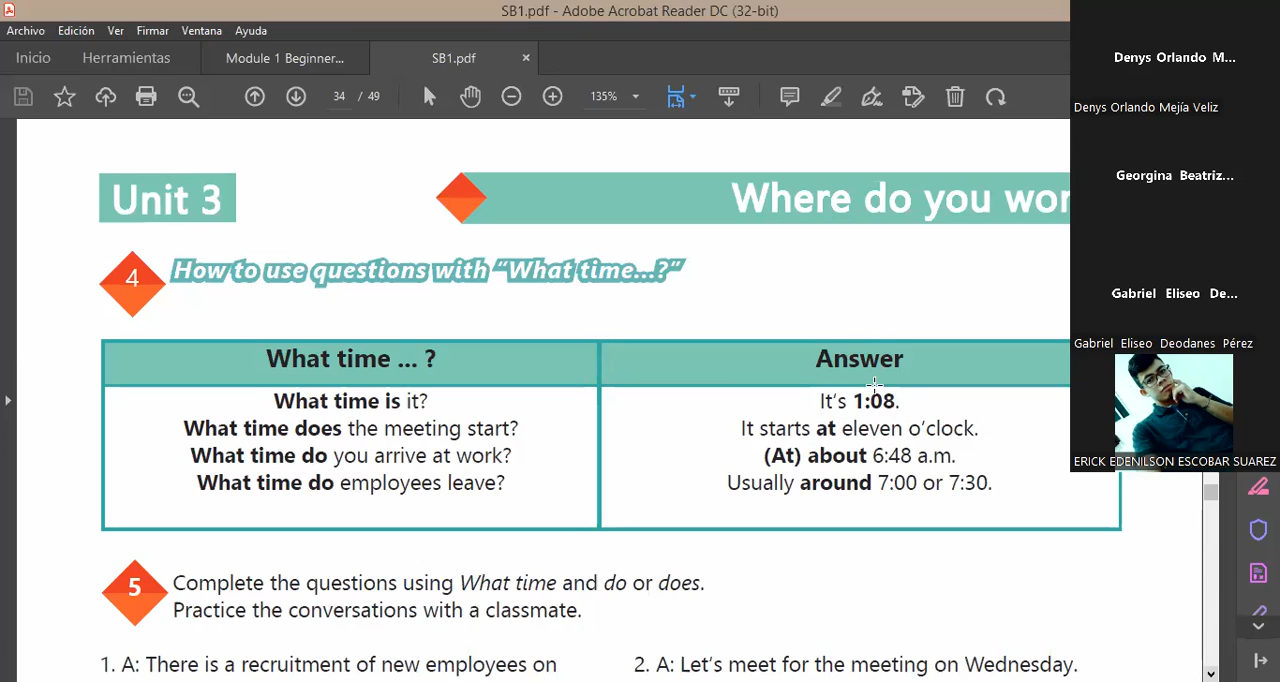 SB1.pdf - Adobe Acrobat Reader DC (32-bit)
Archivo Edición Ver Firmar Ventana Ayuda
Inicio Herramientas Module 1 Beginner... SB1.pdf ×
34 / 49 135%
Unit 3
Where do you wor
4 How to use questions with “What time...?”
What time ... ? Answer
What time is it? It's 1:08.
What time does the meeting start? It starts at eleven o'clock.
What time do you arrive at work? (At) about 6:48 a.m.
What time do employees leave? Usually around 7:00 or 7:30.
5 Complete the questions using What time and do or does.
Practice the conversations with a classmate.
1. A: There is a recruitment of new employees on
2. A: Let's meet for the meeting on Wednesday.
Denys Orlando M...
Denys Orlando Mejía Veliz
Georgina Beatriz...
Gabriel Eliseo De...
Gabriel Eliseo Deodanes Pérez
ERICK EDENILSON ESCOBAR SUAREZ